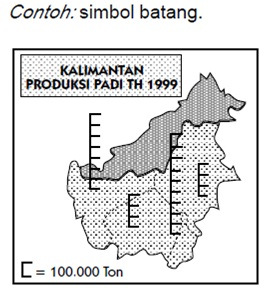 Contoh: simbol batang.
KALIMANTAN
PRODUKSI PADI TH 1999
= 100.000 Ton